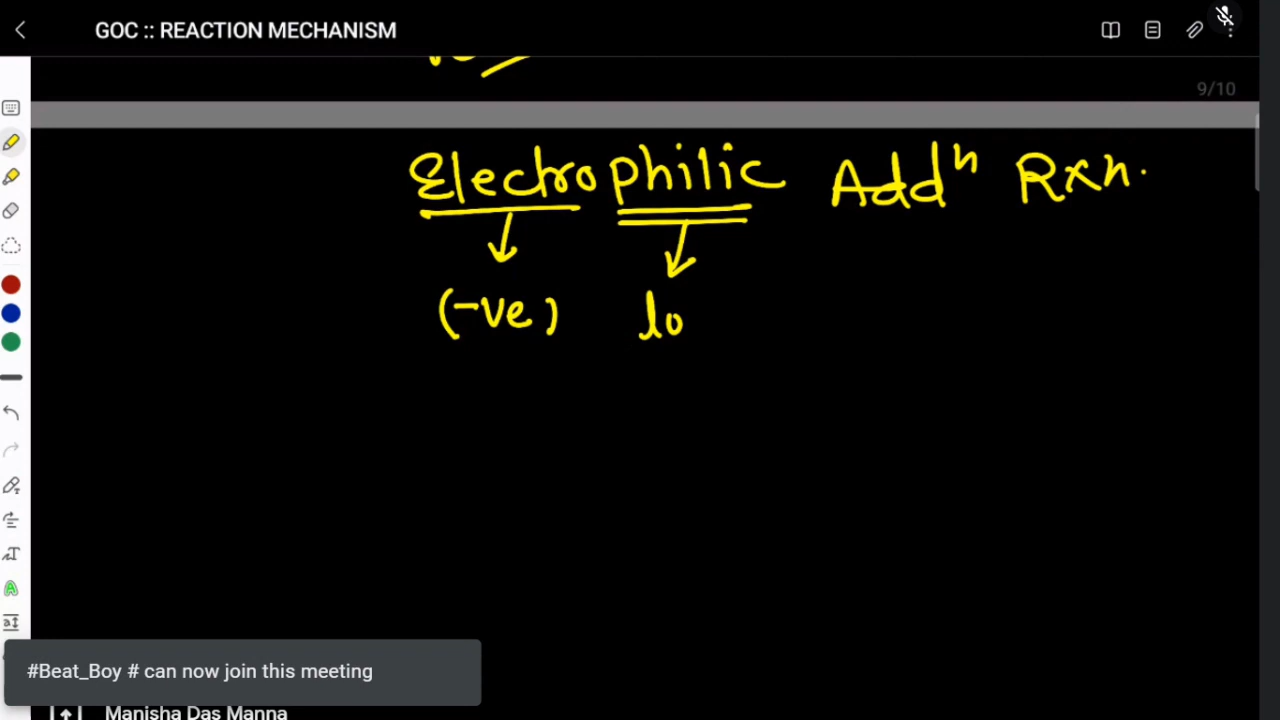 GOC :: REACTION MECHANISM
9/10
Electrophilic Addⁿ Rxn.
(-ve) lo
#Beat_Boy # can now join this meeting
Manisha Das Manna